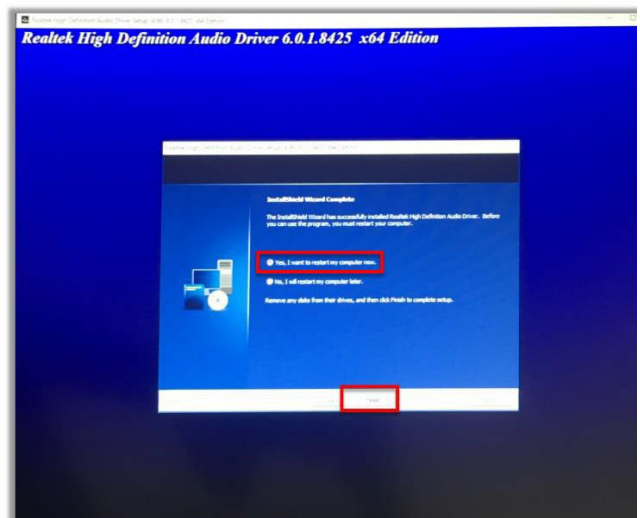 Realtek High Definition Audio Driver 6.0.1.8425 x64 Edition
InstallShield Wizard Complete
The InstallShield Wizard has successfully installed Realtek High Definition Audio Driver. Before
you can use the program, you must restart your computer.
Yes, I want to restart my computer now.
No, I will restart my computer later.
Remove any disks from their drives, and then click Finish to complete setup.
Finish